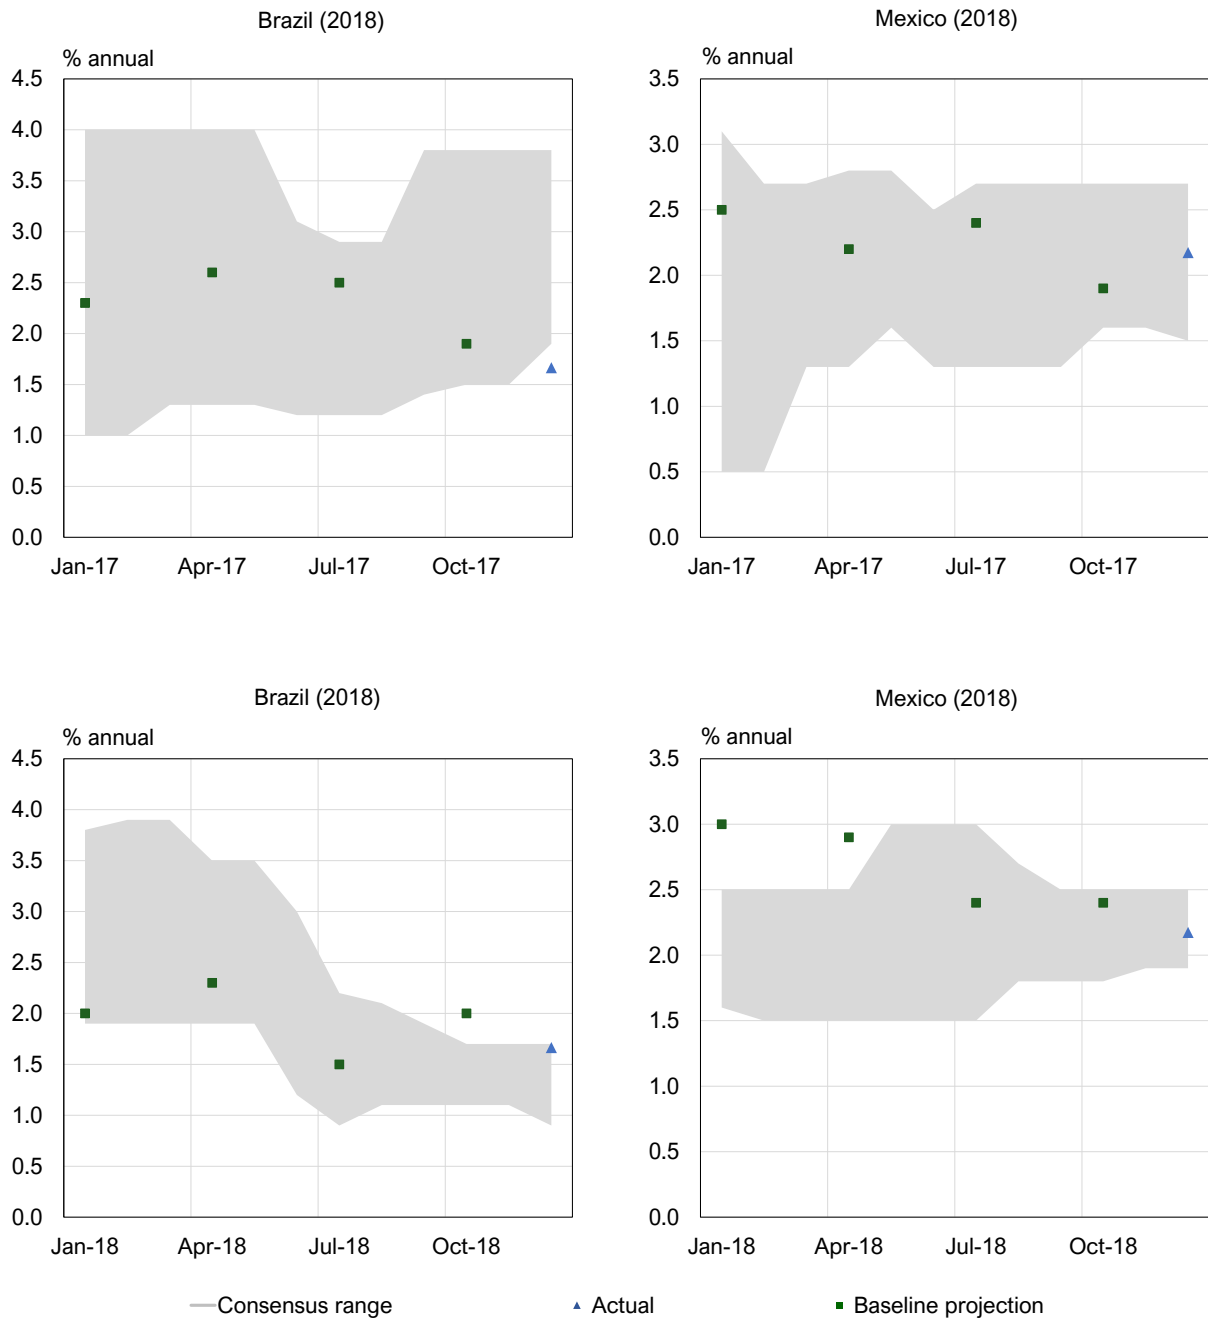 Brazil (2018)
% annual
4.5
4.0
3.5
3.0
2.5
2.0
1.5
1.0
0.5
0.0
Jan-17 Apr-17 Jul-17 Oct-17
Mexico (2018)
% annual
3.5
3.0
2.5
2.0
1.5
1.0
0.5
0.0
Jan-17 Apr-17 Jul-17 Oct-17
Brazil (2018)
% annual
4.5
4.0
3.5
3.0
2.5
2.0
1.5
1.0
0.5
0.0
Jan-18 Apr-18 Jul-18 Oct-18
Mexico (2018)
% annual
3.5
3.0
2.5
2.0
1.5
1.0
0.5
0.0
Jan-18 Apr-18 Jul-18 Oct-18
Consensus range Actual Baseline projection